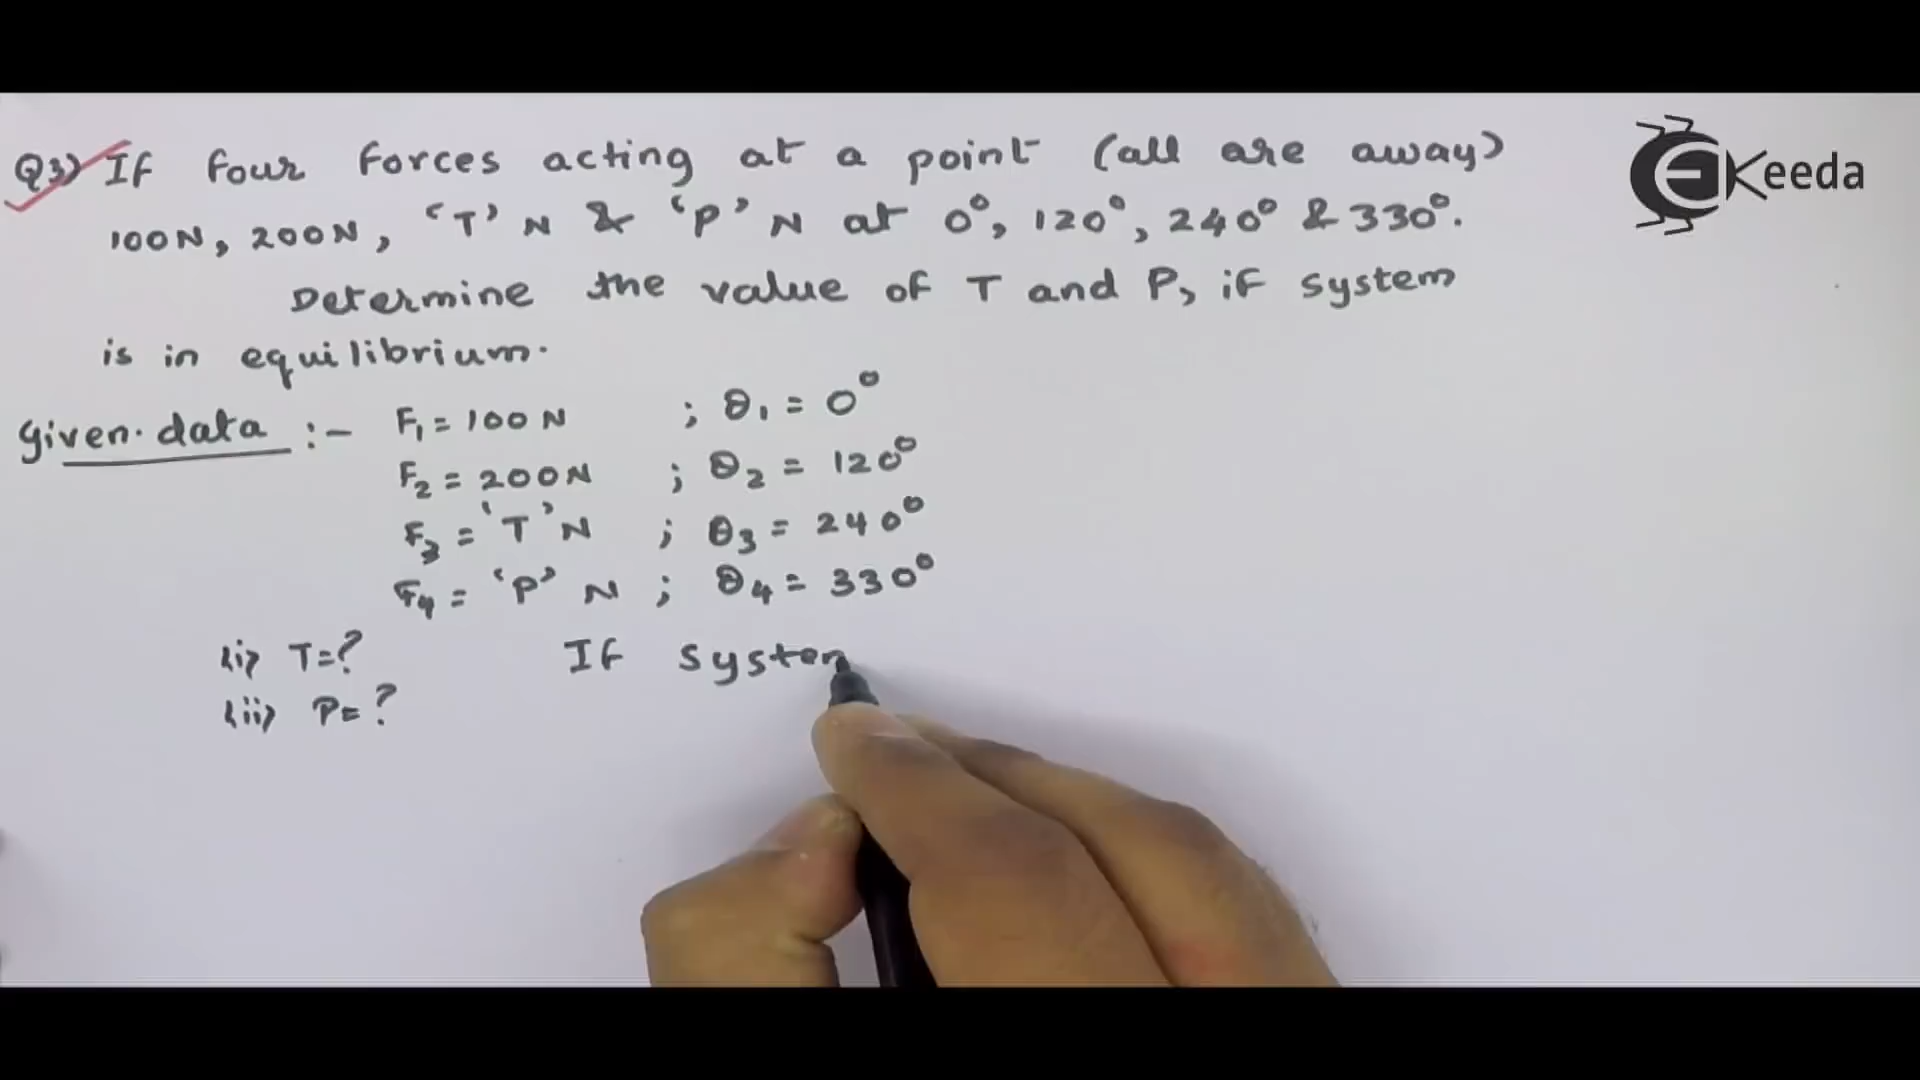 Q3) If four forces acting at a point (all are away)
100N, 200N, 'T' N & 'P' N at 0°, 120°, 240° & 330°.
Determine the value of T and P, if system
is in equilibrium.
Given data :- F₁ = 100 N ; θ₁ = 0°
F₂ = 200N ; θ₂ = 120°
F₃ = 'T' N ; θ₃ = 240°
F₄ = 'P' N ; θ₄ = 330°
(i) T=? If system
(ii) P=?
EKeeda